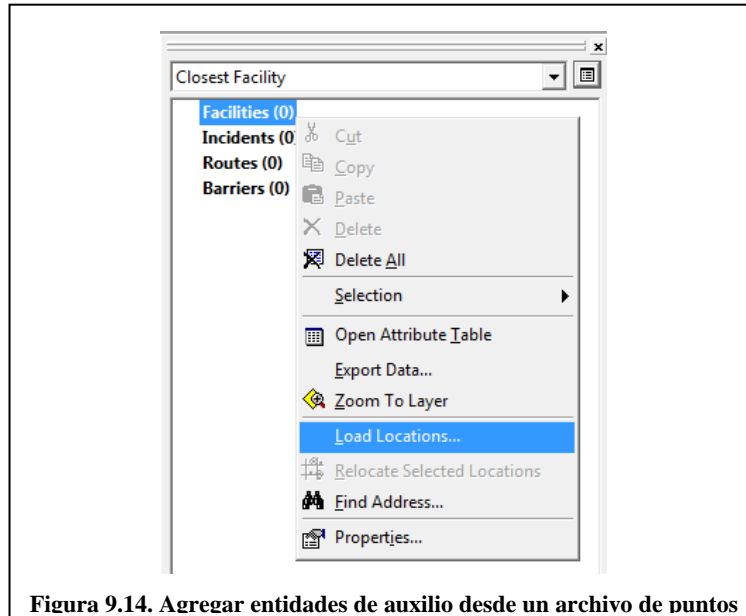 Closest Facility
Facilities (0)
Incidents (0)
Routes (0)
Barriers (0)
Cut
Copy
Paste
Delete
Delete All
Selection
Open Attribute Table
Export Data...
Zoom To Layer
Load Locations...
Relocate Selected Locations
Find Address...
Properties...
Figura 9.14. Agregar entidades de auxilio desde un archivo de puntos